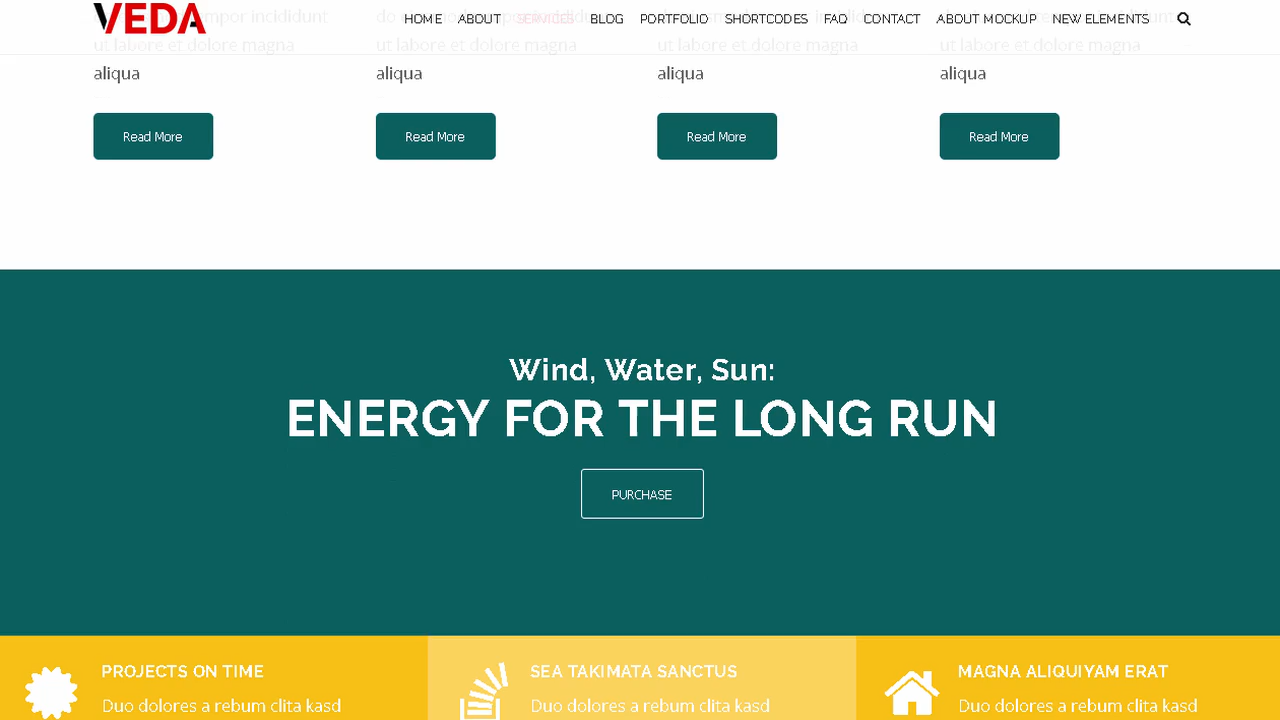 VEDA HOME ABOUT SERVICES BLOG PORTFOLIO SHORTCODES FAQ CONTACT ABOUT MOCKUP NEW ELEMENTS
ut labore et dolore magna ut labore et dolore magna ut labore et dolore magna ut labore et dolore magna
aliqua aliqua aliqua aliqua
Read More Read More Read More Read More
Wind, Water, Sun:
ENERGY FOR THE LONG RUN
PURCHASE
PROJECTS ON TIME SEA TAKIMATA SANCTUS MAGNA ALIQUIYAM ERAT
Duo dolores a rebum clita kasd Duo dolores a rebum clita kasd Duo dolores a rebum clita kasd